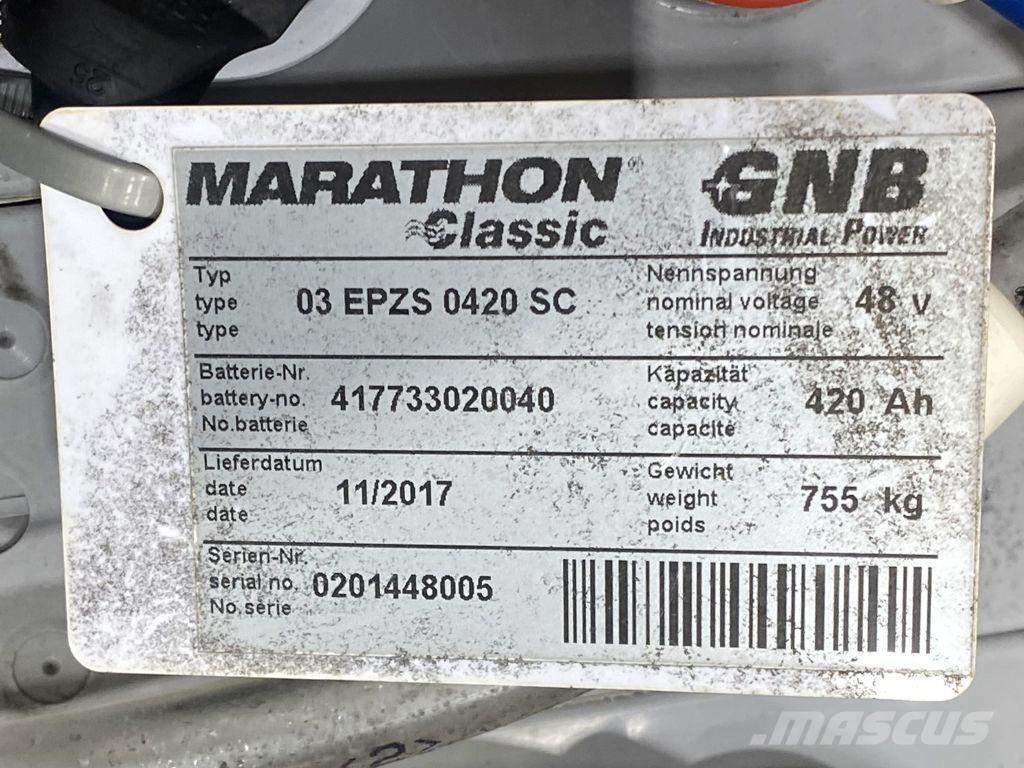 MARATHON®
Classic
GNB
INDUSTRIAL POWER
Typ
type
type
03 EPZS 0420 SC
Nennspannung
nominal voltage
tension nominale
48 V
Batterie-Nr.
battery-no.
No.batterie
417733020040
Kapazität
capacity
capacité
420 Ah
Lieferdatum
date
date
11/2017
Gewicht
weight
poids
755 kg
Serien-Nr.
serial no.
No.série
0201448005
MASCUS